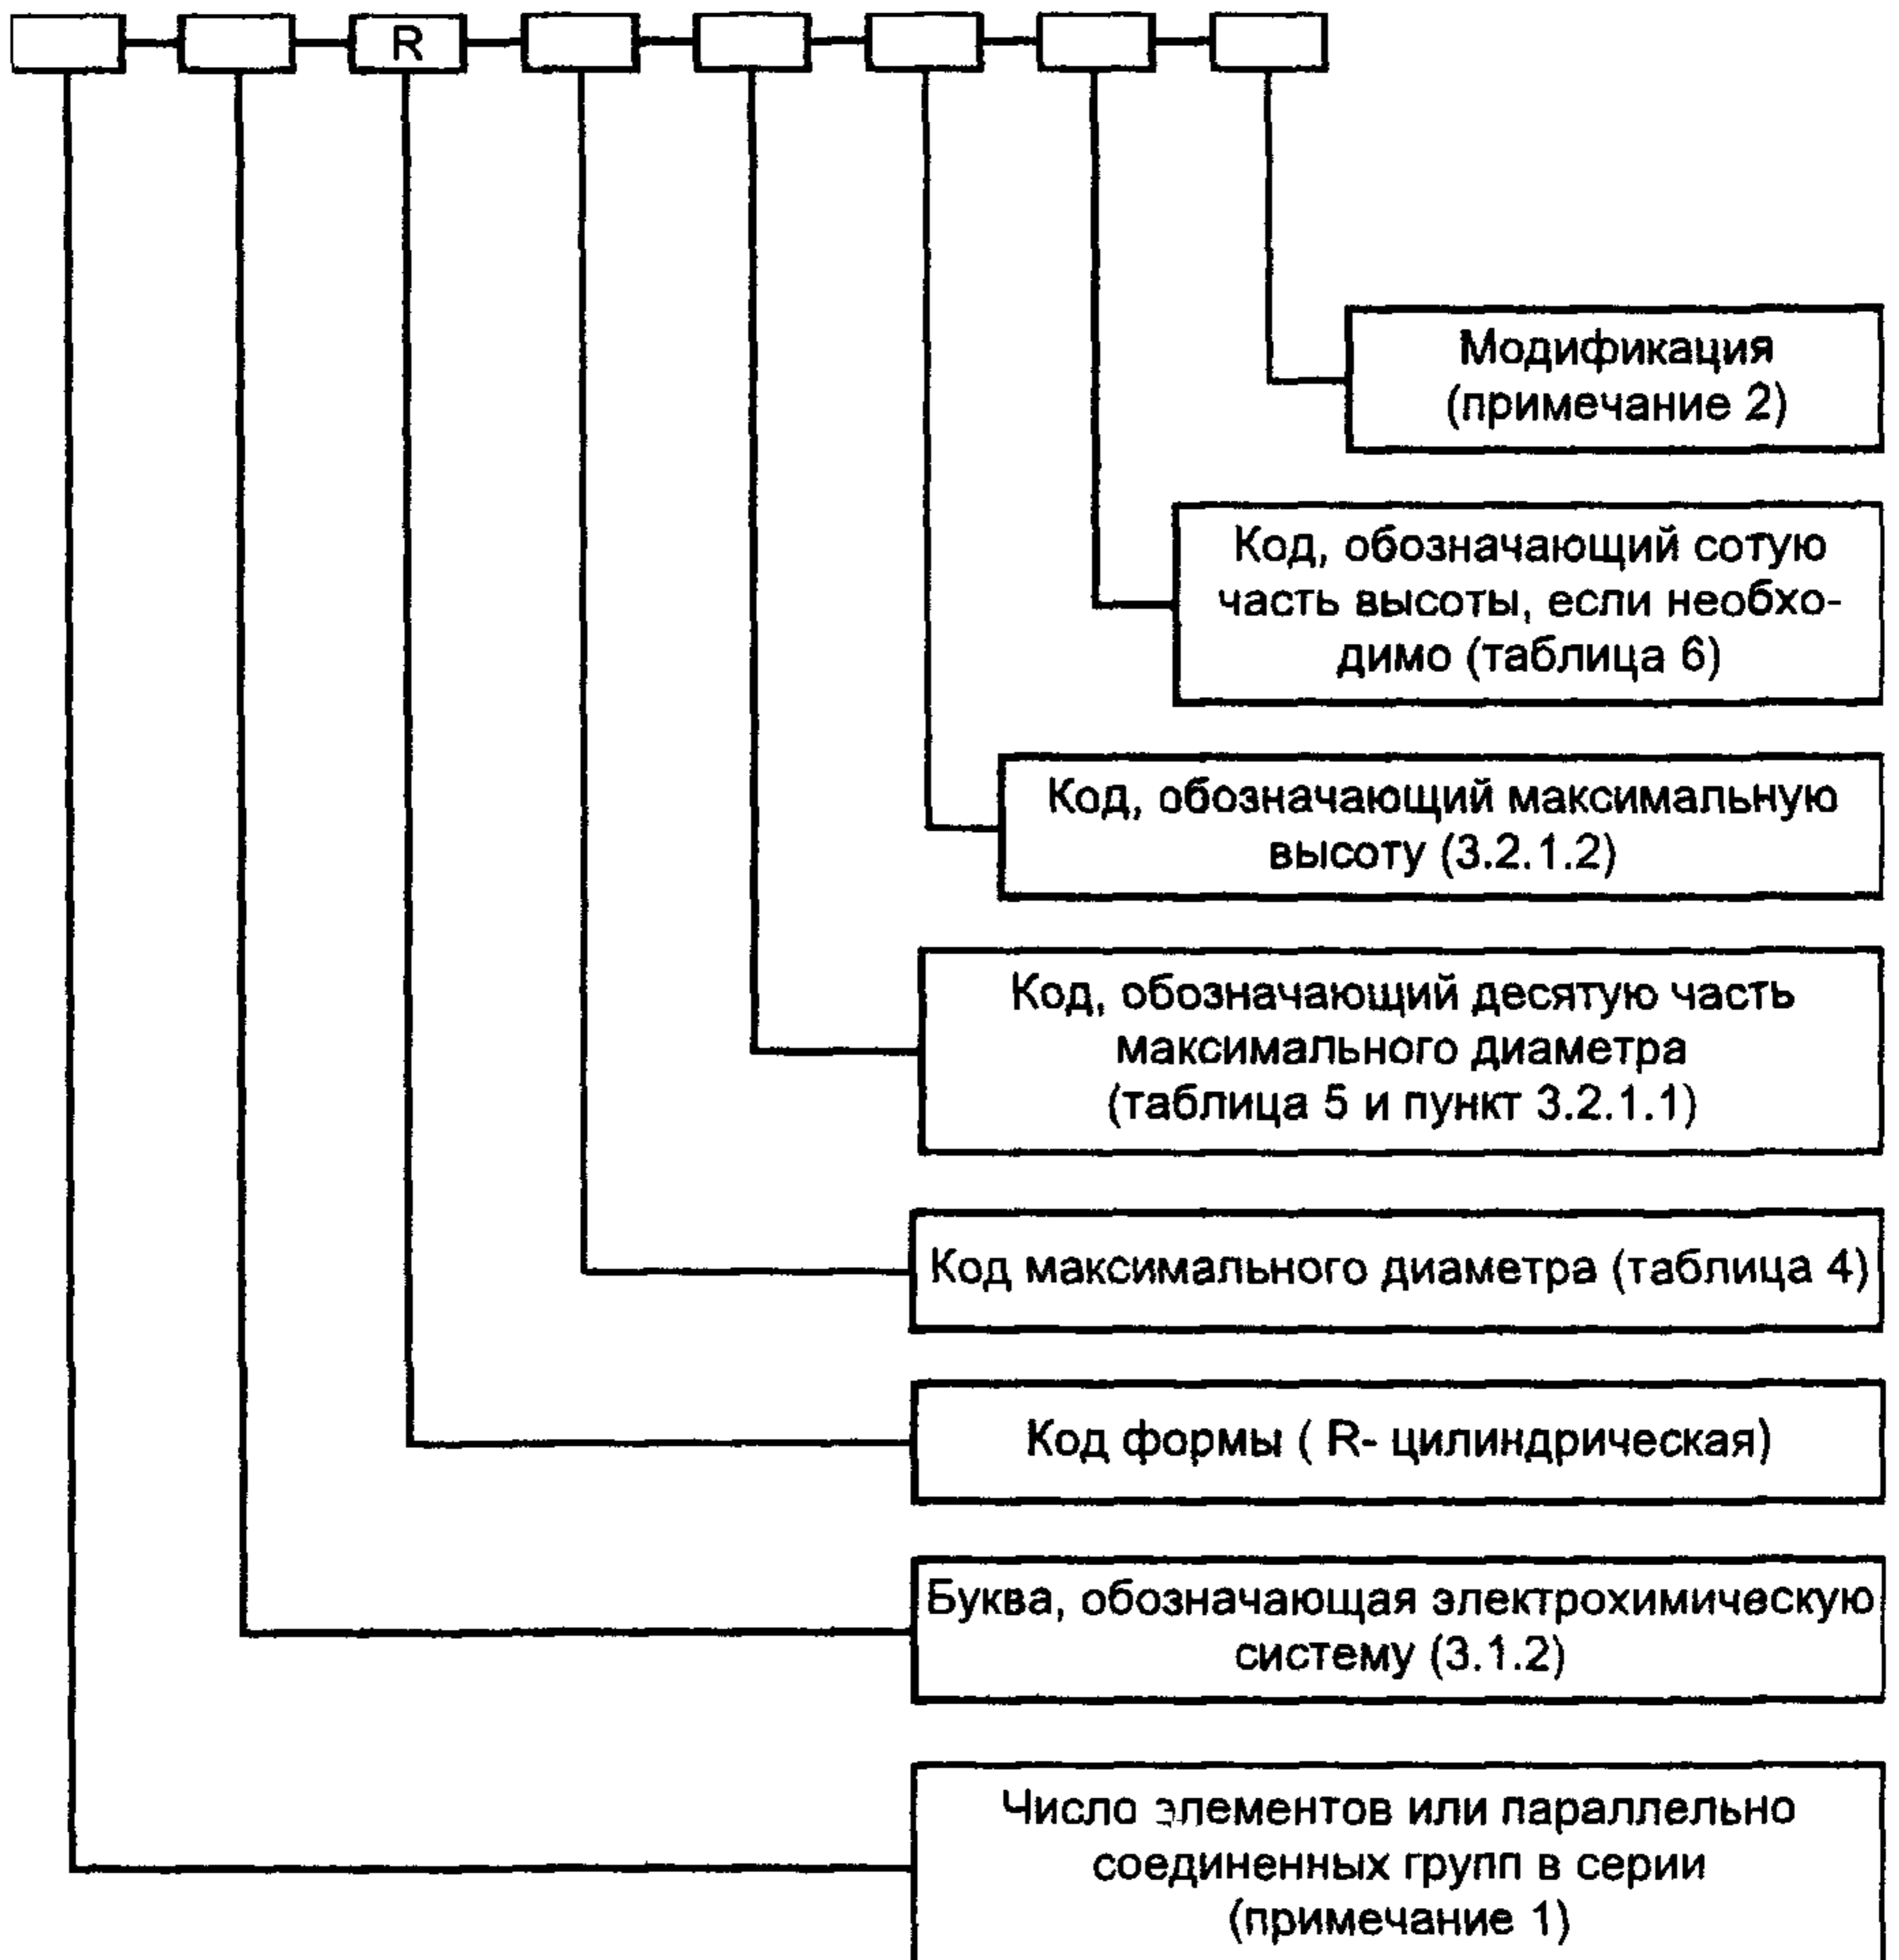 R
Модификация
(примечание 2)
Код, обозначающий сотую
часть высоты, если необхо-
димо (таблица 6)
Код, обозначающий максимальную
высоту (3.2.1.2)
Код, обозначающий десятую часть
максимального диаметра
(таблица 5 и пункт 3.2.1.1)
Код максимального диаметра (таблица 4)
Код формы ( R- цилиндрическая)
Буква, обозначающая электрохимическую
систему (3.1.2)
Число элементов или параллельно
соединенных групп в серии
(примечание 1)